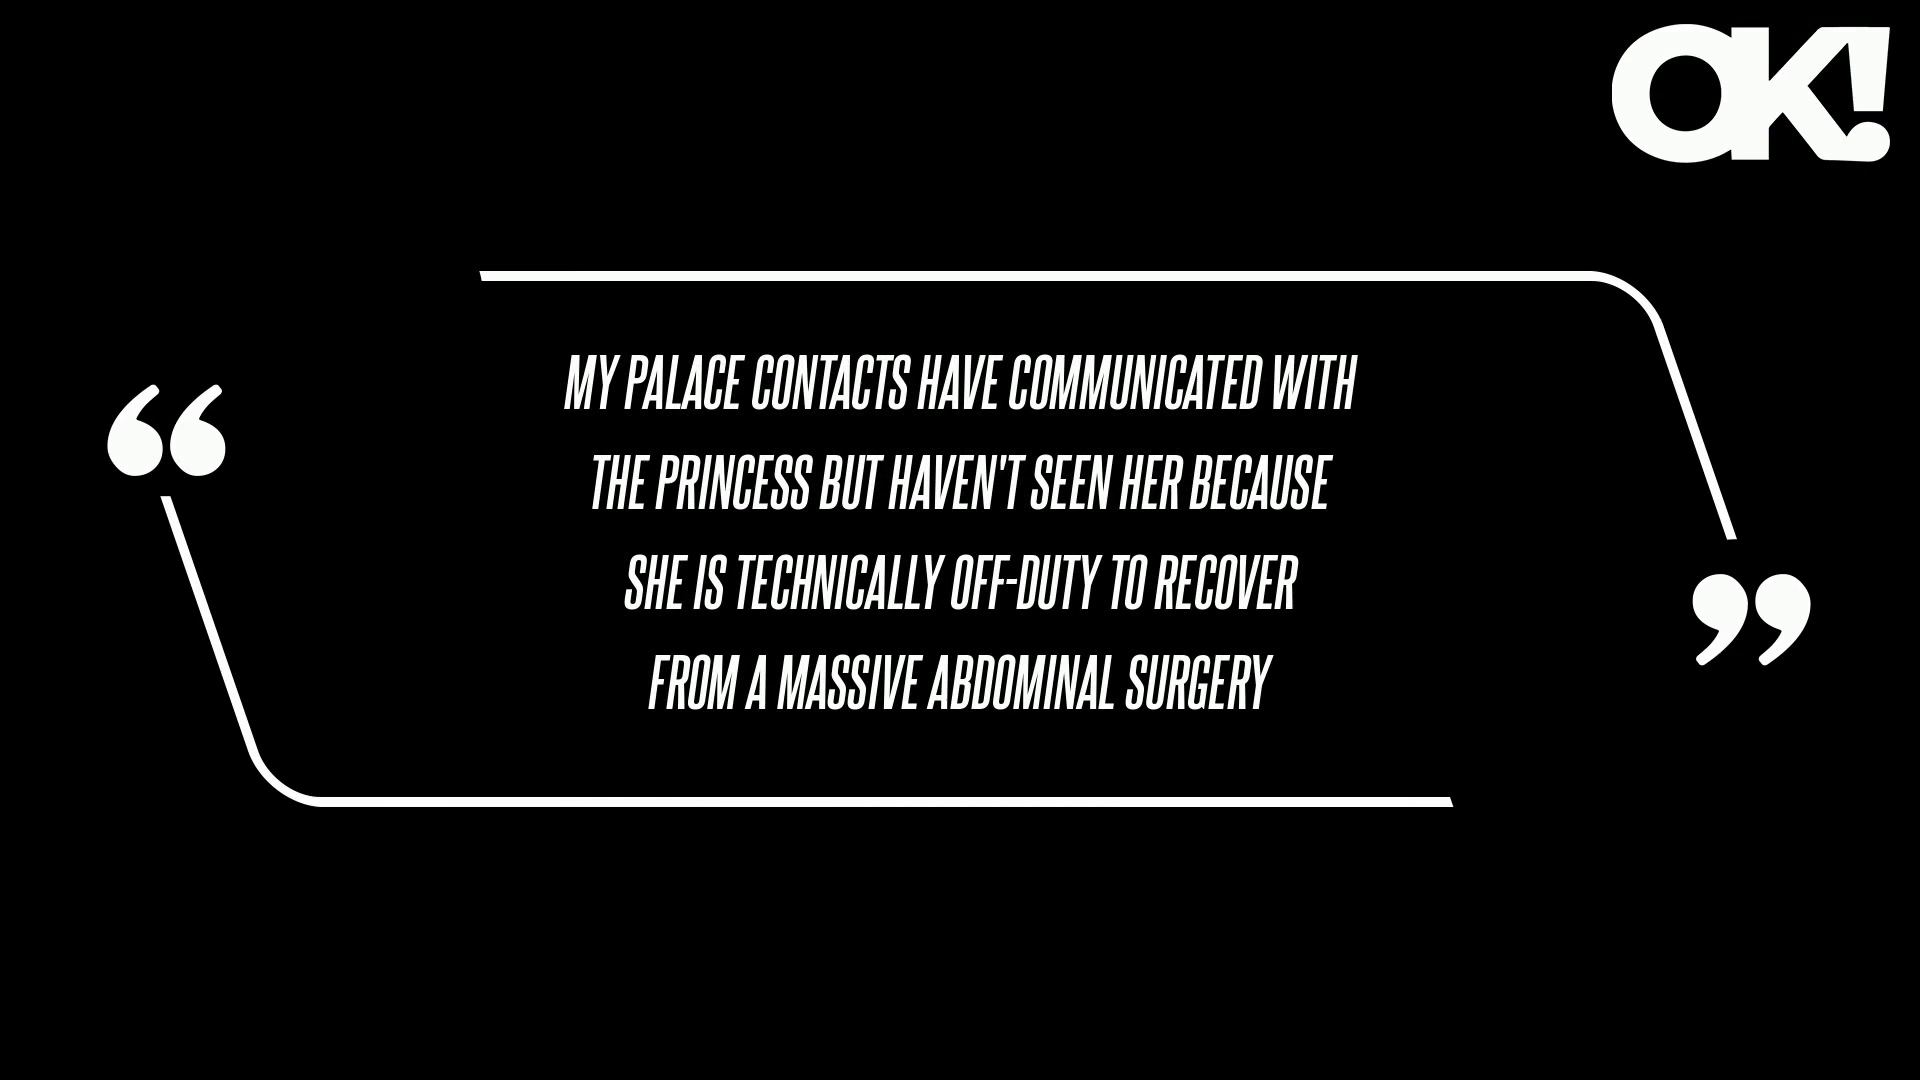 OK!
“
MY PALACE CONTACTS HAVE COMMUNICATED WITH
THE PRINCESS BUT HAVEN'T SEEN HER BECAUSE
SHE IS TECHNICALLY OFF-DUTY TO RECOVER
FROM A MASSIVE ABDOMINAL SURGERY
”